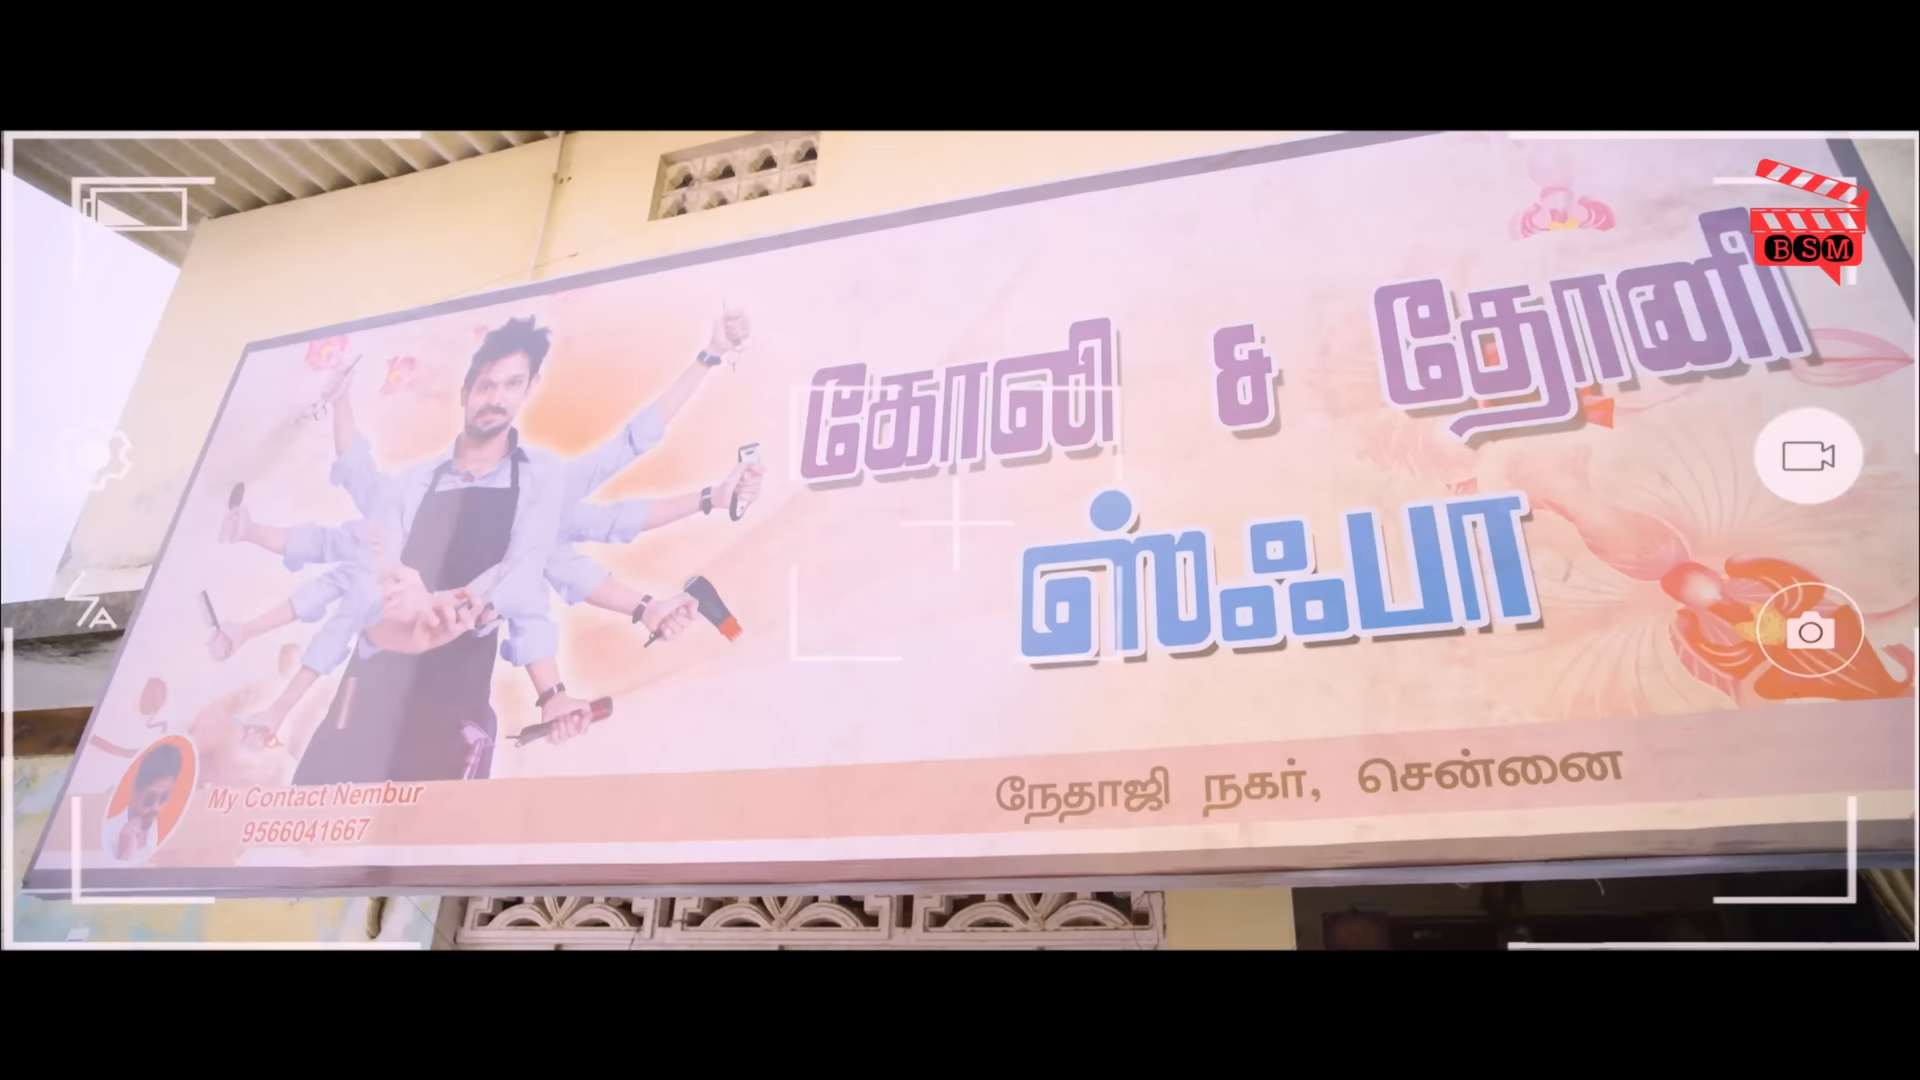 BSM
கோலி ச தோனி
ஸ்ஃபா
நேதாஜி நகர், சென்னை
My Contact Nembur
9566041667
A